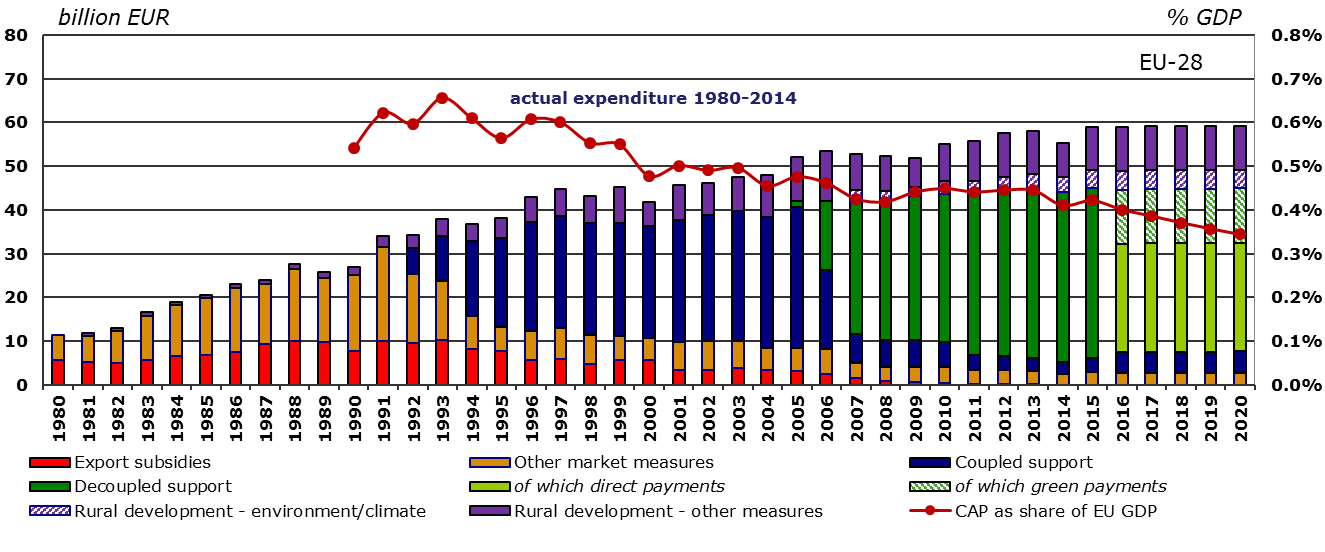 billion EUR % GDP
80 0.8%
EU-28
70 0.7%
actual expenditure 1980-2014
60 0.6%
50 0.5%
40 0.4%
30 0.3%
20 0.2%
10 0.1%
0 0.0%
1980 1981 1982 1983 1984 1985 1986 1987 1988 1989 1990 1991 1992 1993 1994 1995 1996 1997 1998 1999 2000 2001 2002 2003 2004 2005 2006 2007 2008 2009 2010 2011 2012 2013 2014 2015 2016 2017 2018 2019 2020
Export subsidies Other market measures Coupled support
Decoupled support of which direct payments of which green payments
Rural development - environment/climate Rural development - other measures CAP as share of EU GDP